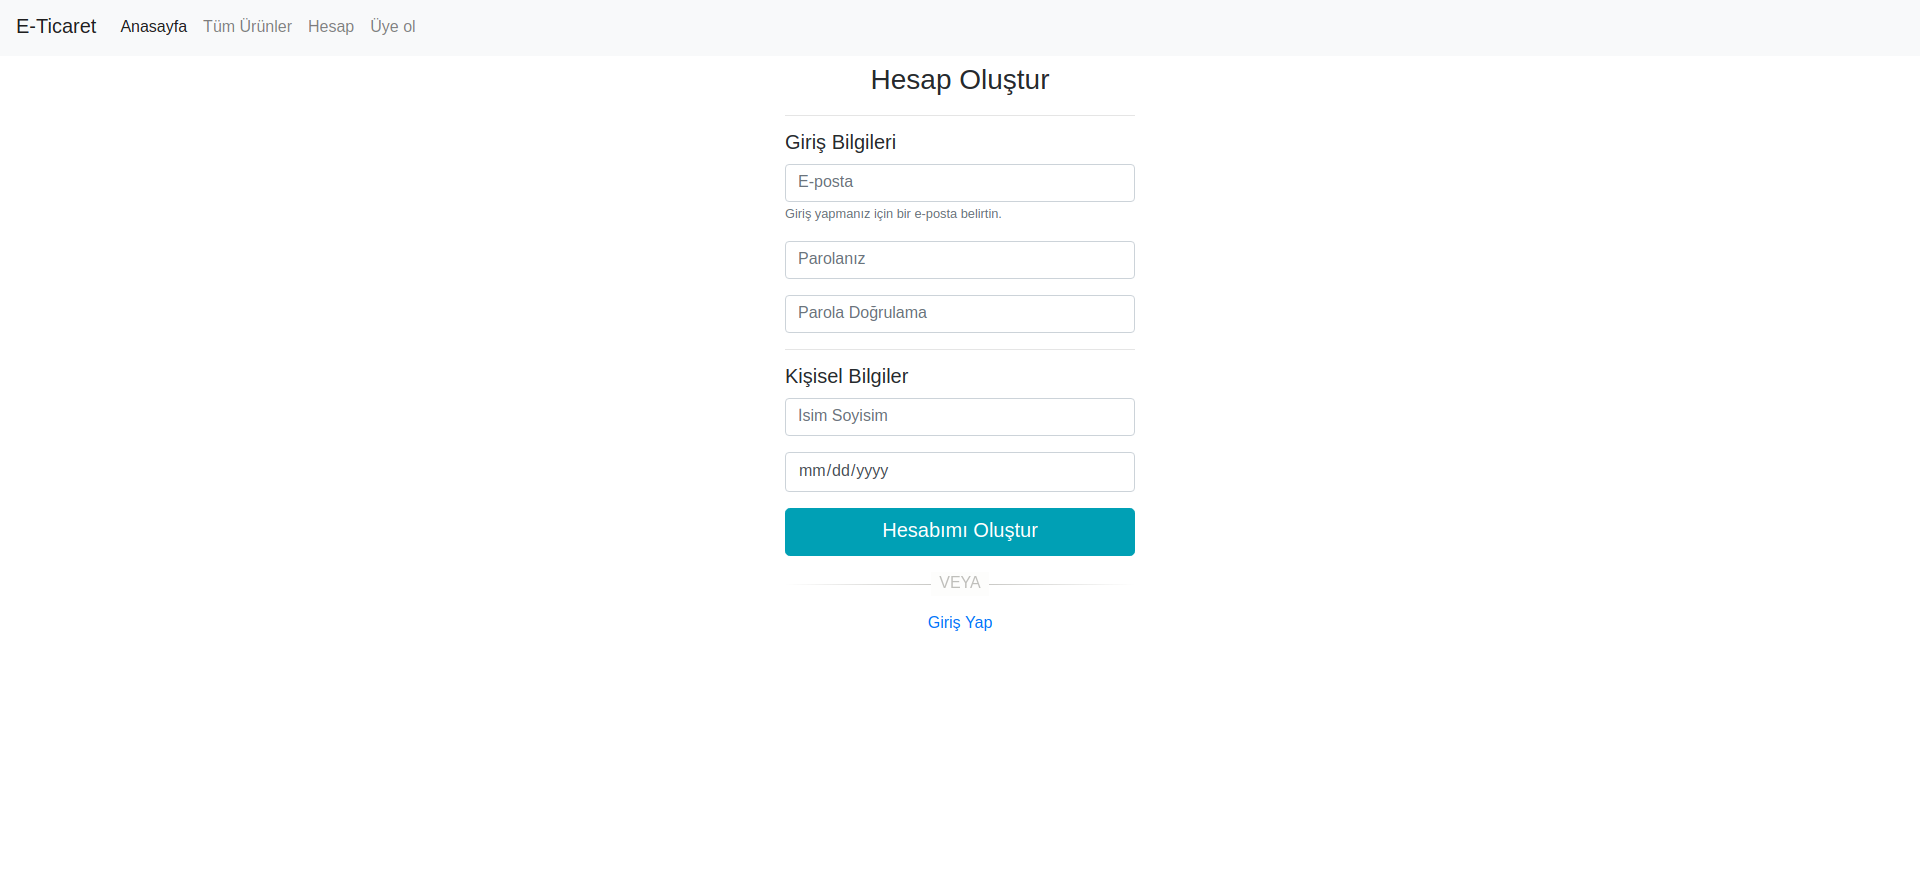 E-Ticaret Anasayfa Tüm Ürünler Hesap Üye ol
Hesap Oluştur
Giriş Bilgileri
E-posta
Giriş yapmanız için bir e-posta belirtin.
Parolanız
Parola Doğrulama
Kişisel Bilgiler
Isim Soyisim
mm/dd/yyyy
Hesabımı Oluştur
VEYA
Giriş Yap